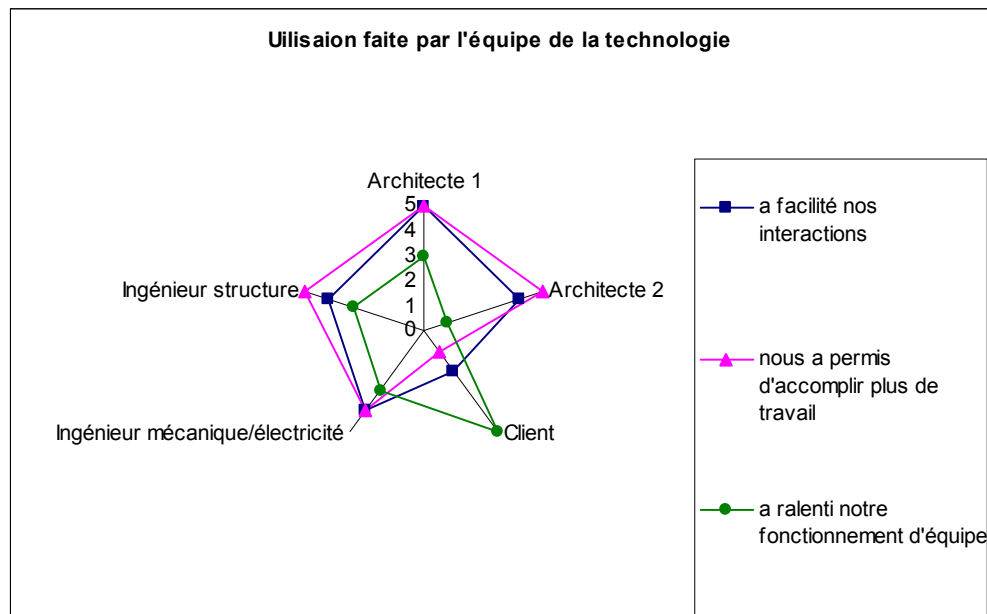 Uilisaion faite par l'équipe de la technologie
Architecte 1
5
4
3
2
1
0
Ingénieur structure
Architecte 2
Ingénieur mécanique/électricité
Client
a facilité nos
interactions
nous a permis
d'accomplir plus de
travail
a ralenti notre
fonctionnement d'équipe